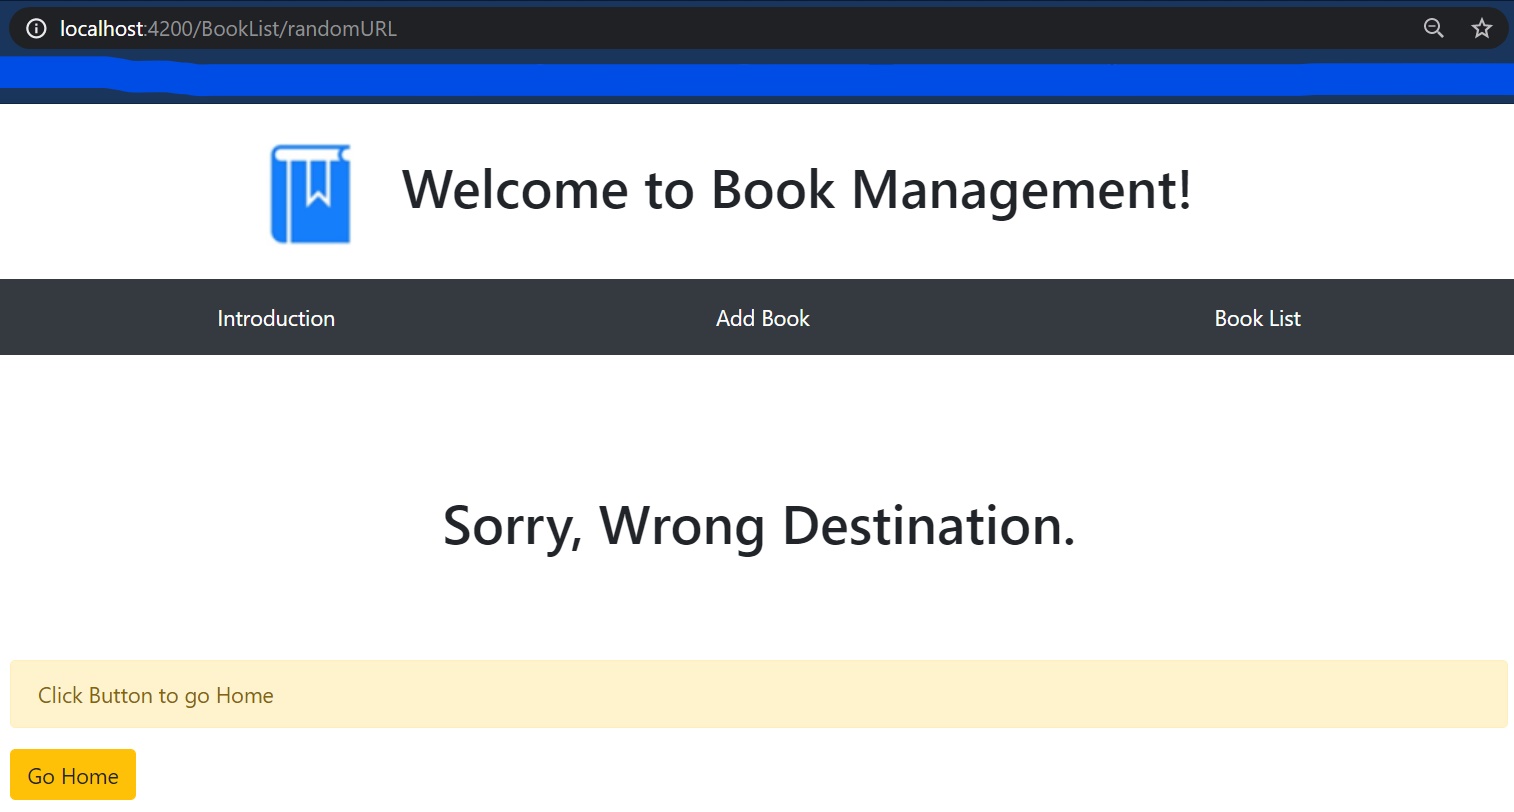 localhost:4200/BookList/randomURL
Welcome to Book Management!
Introduction Add Book Book List
Sorry, Wrong Destination.
Click Button to go Home
Go Home